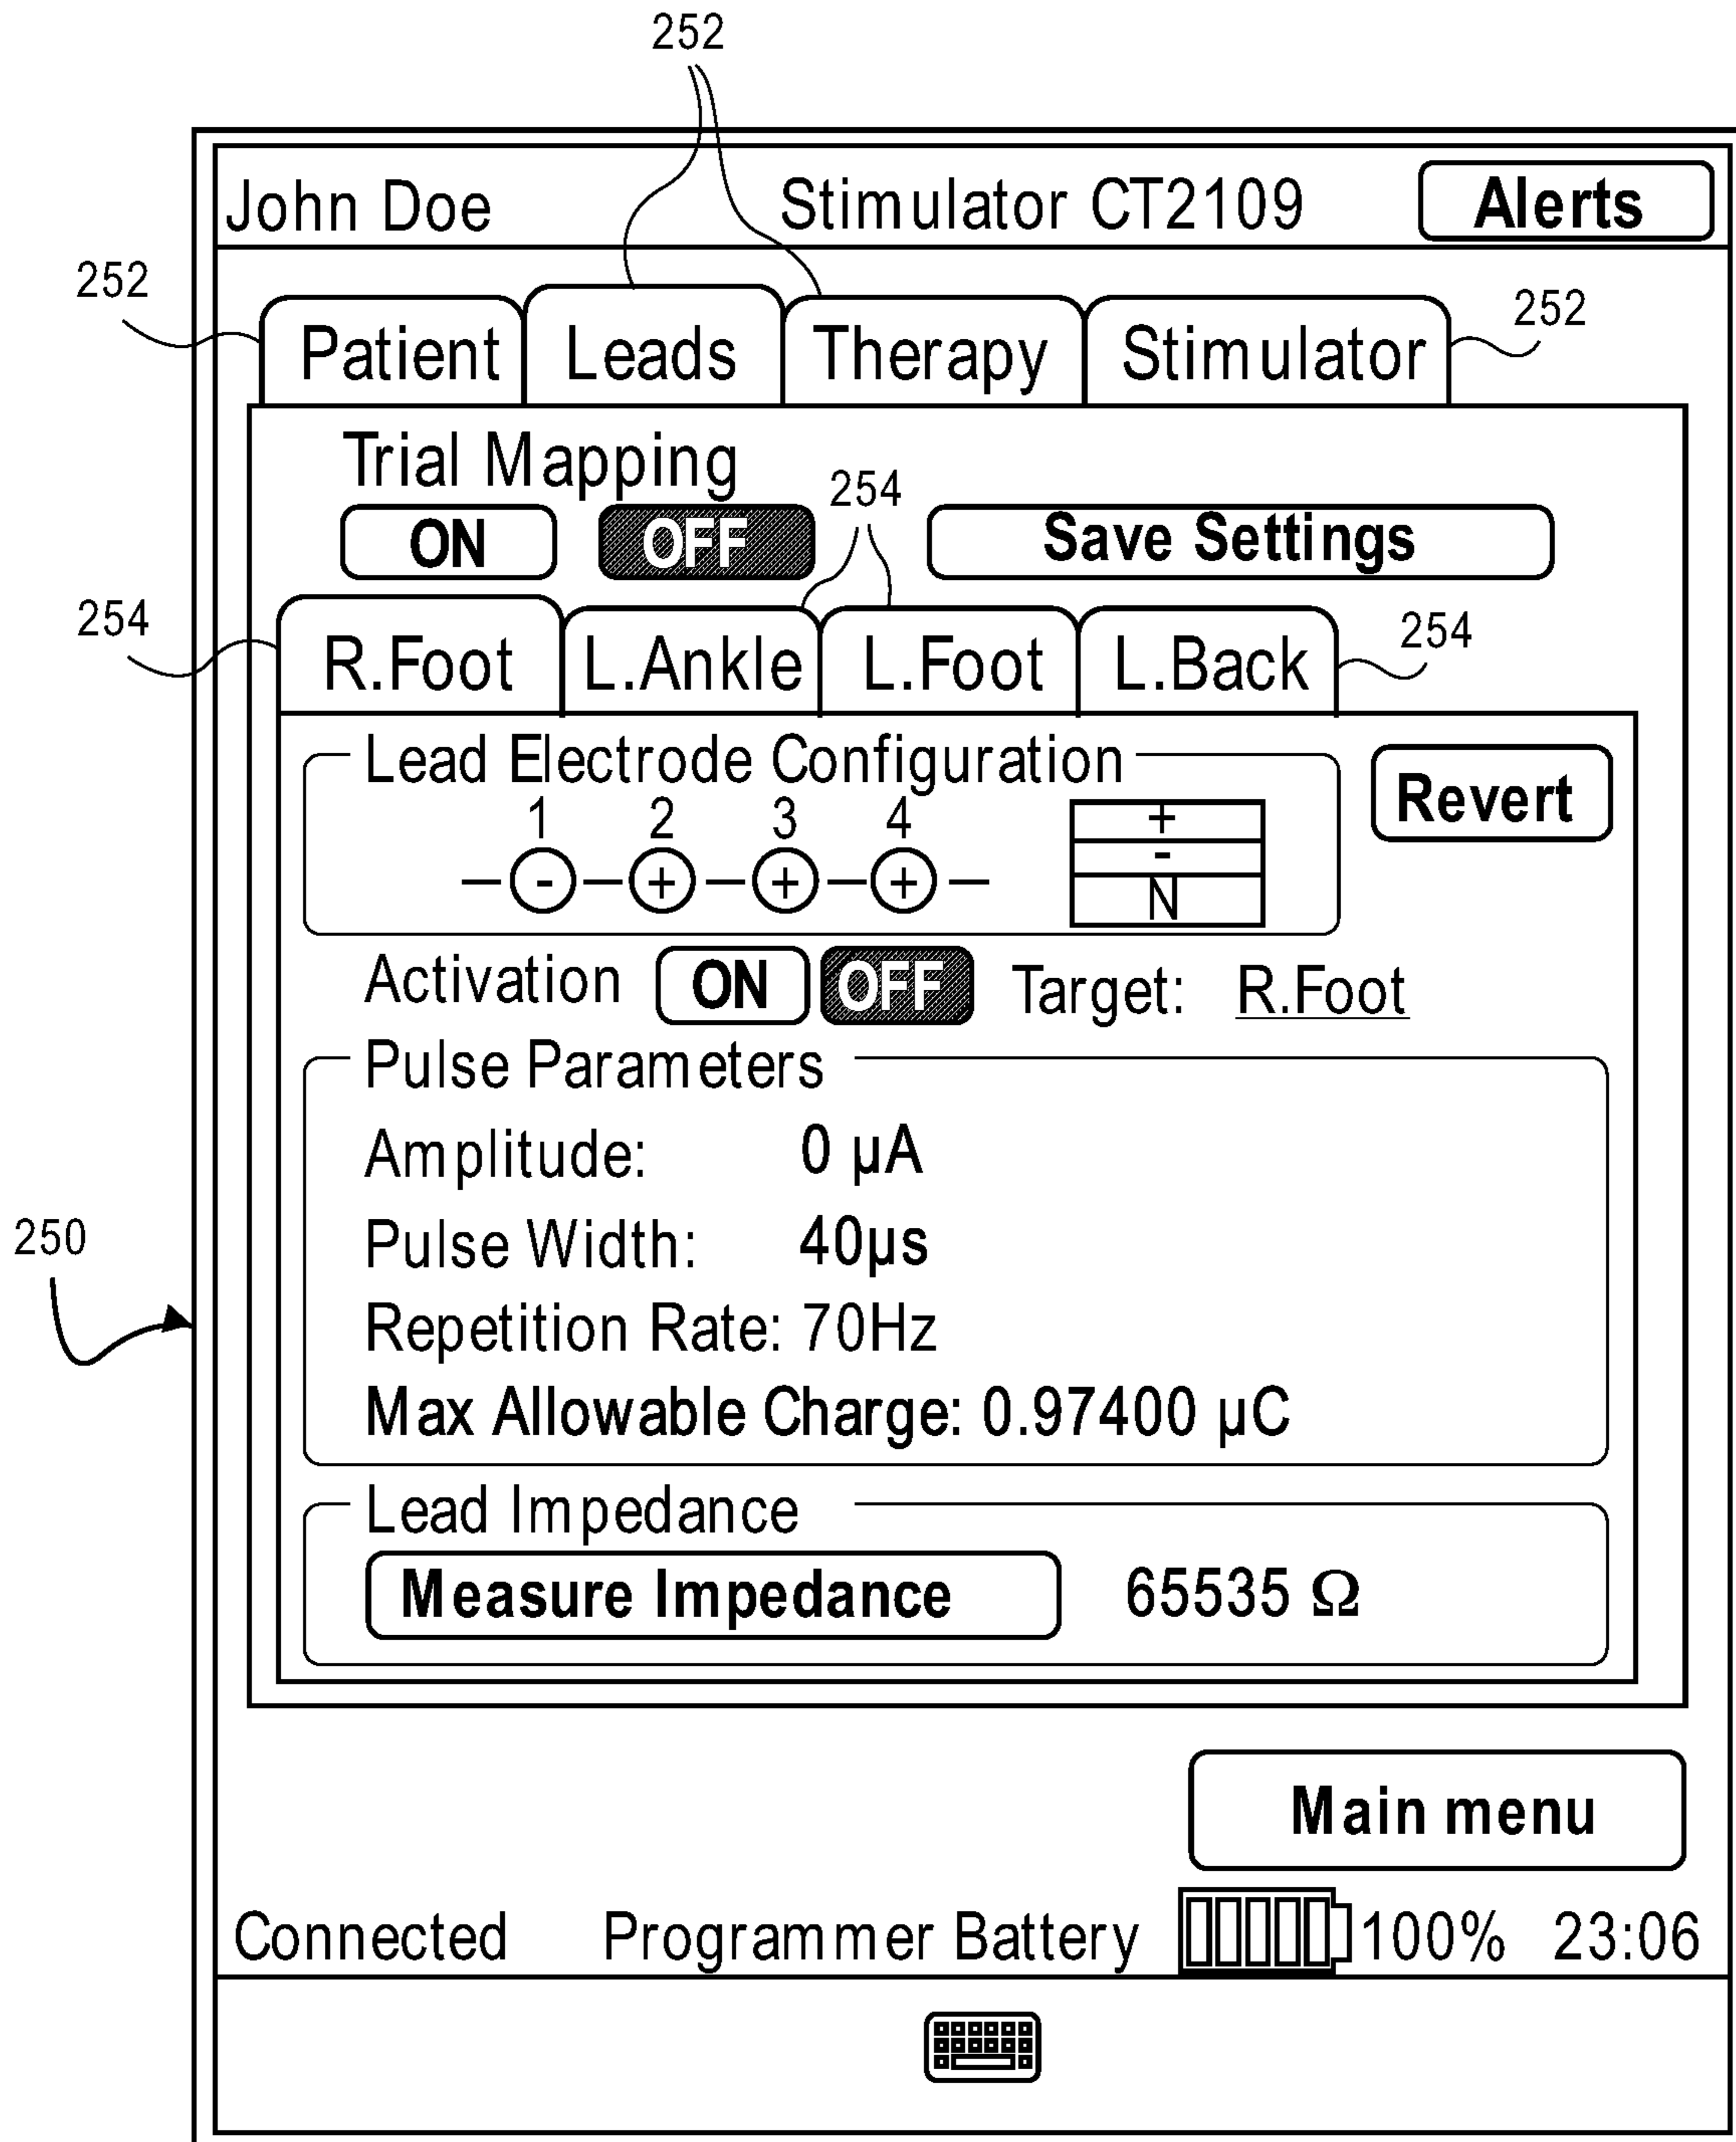 252
John Doe Stimulator CT2109 Alerts
252 252
Patient Leads Therapy Stimulator
Trial Mapping
254
ON OFF Save Settings
254 254
R.Foot L.Ankle L.Foot L.Back
Lead Electrode Configuration
Revert
1 2 3 4
+
-
- + + +
N
Activation ON OFF Target: R.Foot
Pulse Parameters
Amplitude: 0 µA
250
Pulse Width: 40µs
Repetition Rate: 70Hz
Max Allowable Charge: 0.97400 µC
Lead Impedance
Measure Impedance 65535 Ω
Main menu
Connected Programmer Battery 100% 23:06